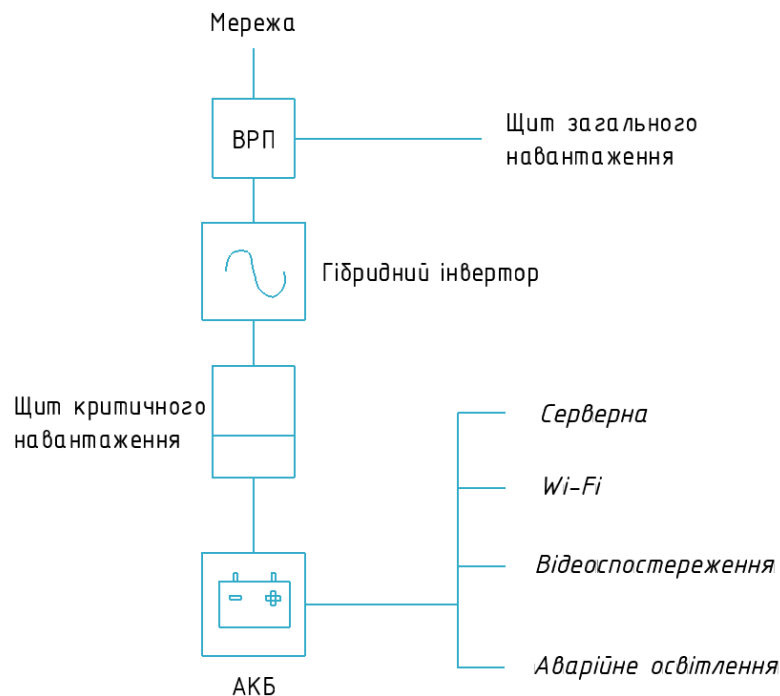 Мережа
ВРП
Щит загального
навантаження
Гібридний інвертор
Щит критичного
навантаження
Серверна
Wi-Fi
Відеоспостереження
Аварійне освітлення
АКБ